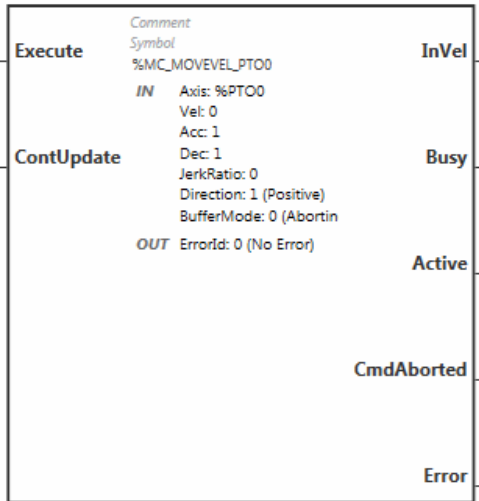 Comment
Execute
Symbol
InVel
%MC_MOVEVEL_PTO0
IN Axis: %PTO0
Vel: 0
Acc: 1
ContUpdate
Dec: 1
Busy
JerkRatio: 0
Direction: 1 (Positive)
BufferMode: 0 (Abortin
OUT ErrorId: 0 (No Error)
Active
CmdAborted
Error